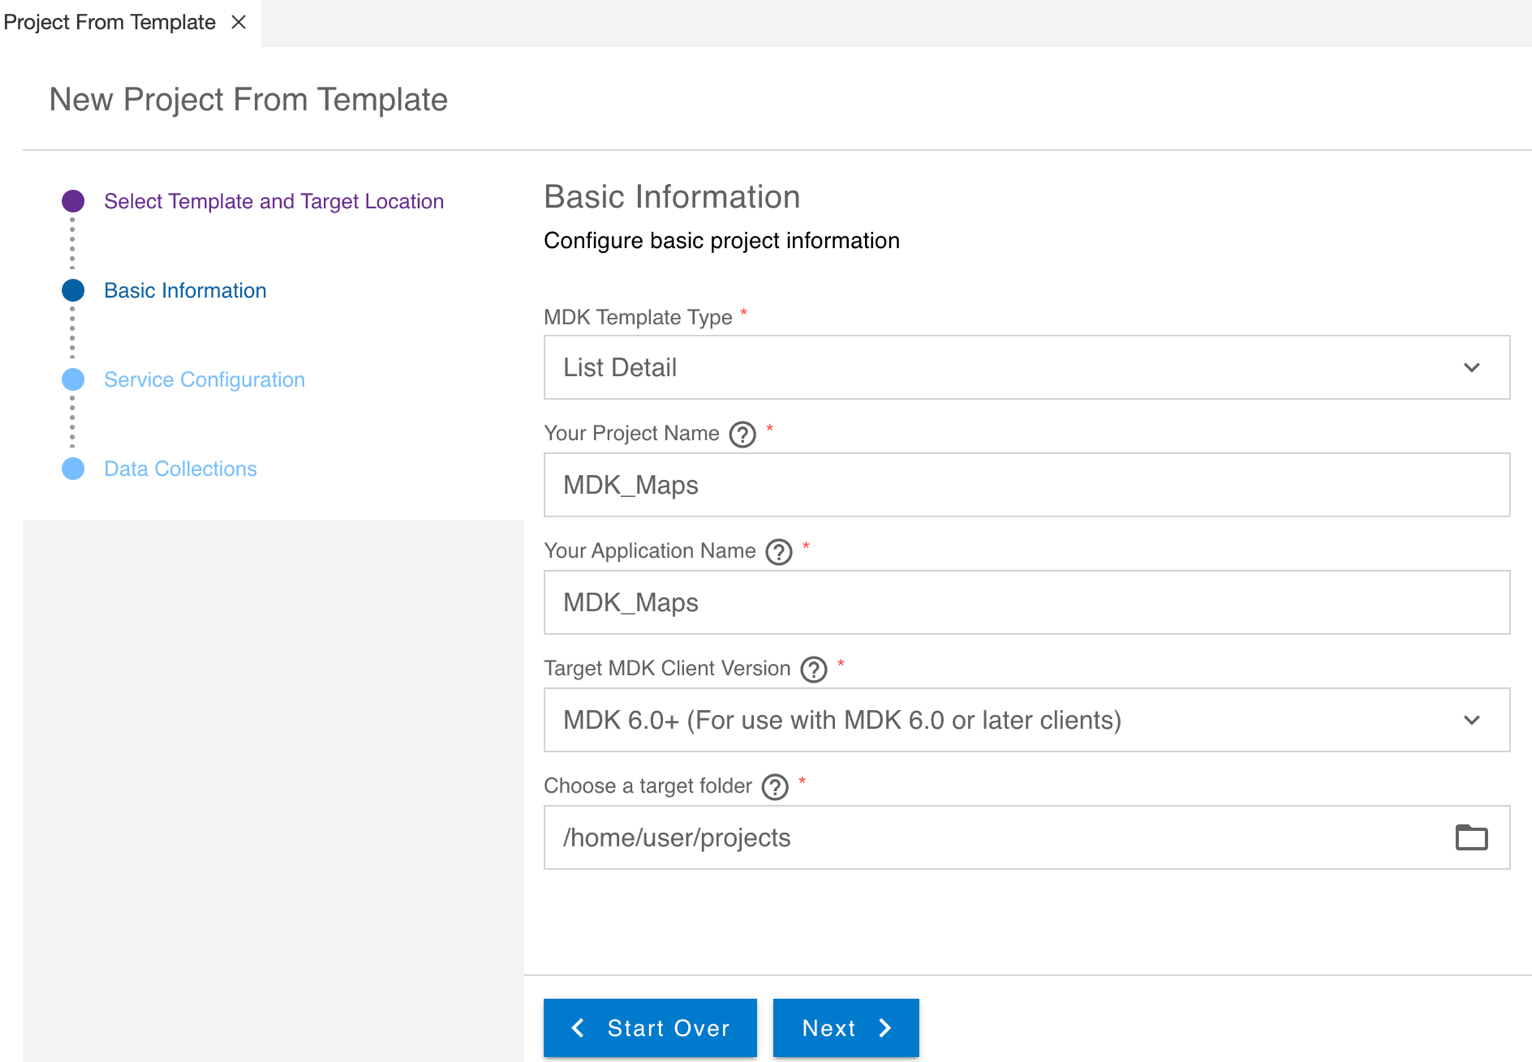 Project From Template
New Project From Template
Select Template and Target Location
Basic Information
Service Configuration
Data Collections
Basic Information
Configure basic project information
MDK Template Type *
List Detail
Your Project Name ? *
MDK_Maps
Your Application Name ? *
MDK_Maps
Target MDK Client Version ? *
MDK 6.0+ (For use with MDK 6.0 or later clients)
Choose a target folder ? *
/home/user/projects
Start Over
Next